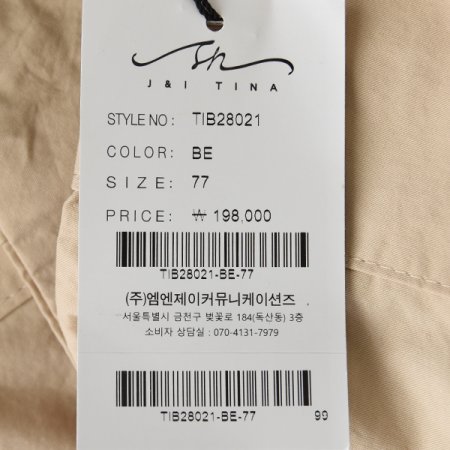 J&I TINA
STYLE NO: TIB28021
COLOR: BE
SIZE: 77
PRICE: ₩ 198,000
TIB28021-BE-77
(주)엠엔제이커뮤니케이션즈
서울특별시 금천구 벚꽃로 184(독산동) 3층
소비자 상담실 : 070-4131-7979
TIB28021-BE-77 99